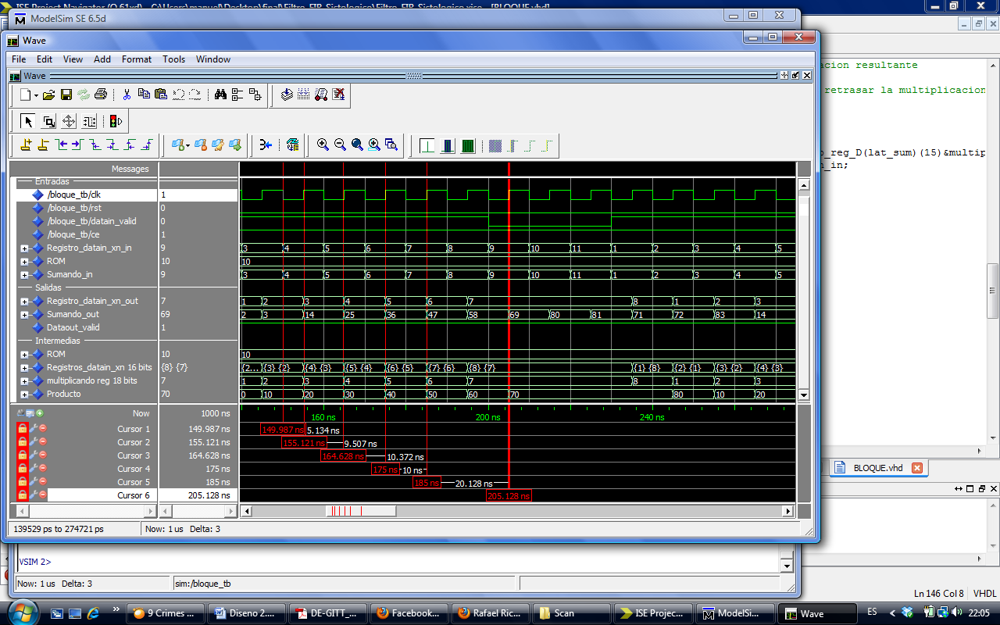 ISE Project Navigator (O.61xd) - C:\Users\manuel\Desktop\final\Filtro_FIR_Sistologico\Filtro_FIR_Sistologico.xise - [BLOQUE.vhd]
ModelSim SE 6.5d
Wave
File Edit View Add Format Tools Window
Wave
acion resultante
retrasar la multiplicacion
o_reg_D(lat_sum)(15)&multip
n_in;
Messages
Entradas
/bloque_tb/clk 1
/bloque_tb/rst 0
/bloque_tb/datain_valid 0
/bloque_tb/ce 1
Registro_datain_xn_in 9 3 4 5 6 7 8 9 10 11 1 2 3 4 5
ROM 10 10
Sumando_in 9 3 4 5 6 7 8 9 10 11 1 2 3 4 5
Salidas
Registro_datain_xn_out 7 1 2 3 4 5 6 7 8 1 2 3
Sumando_out 69 2 3 14 25 36 47 58 69 80 81 71 72 83 14
Dataout_valid 1
Intermedias
ROM 10 10
Registros_datain_xn 16 bits {8} {7} {2... {3} {2} {4} {3} {5} {4} {6} {5} {7} {6} {8} {7} {1} {8} {2} {1} {3} {2} {4} {3}
multiplicando reg 18 bits 7 1 2 3 4 5 6 7 8 1 2 3
Producto 70 0 10 20 30 40 50 60 70 80 10 20
Now 1000 ns 160 ns 200 ns 240 ns
Cursor 1 149.987 ns 149.987 ns 5.134 ns
Cursor 2 155.121 ns 155.121 ns 9.507 ns
Cursor 3 164.628 ns 164.628 ns 10.372 ns
Cursor 4 175 ns 175 ns 10 ns
Cursor 5 185 ns 185 ns 20.128 ns
Cursor 6 205.128 ns 205.128 ns
139529 ps to 274721 ps Now: 1 us Delta: 3
BLOQUE.vhd
VSIM 2>
Now: 1 us Delta: 3 sim:/bloque_tb
Ln 146 Col 8 VHDL
9 Crimes ... Diseno 2.... DE-GITT_... Facebook... Rafael Ric... Scan ISE Projec... ModelSi... Wave ES 22:05